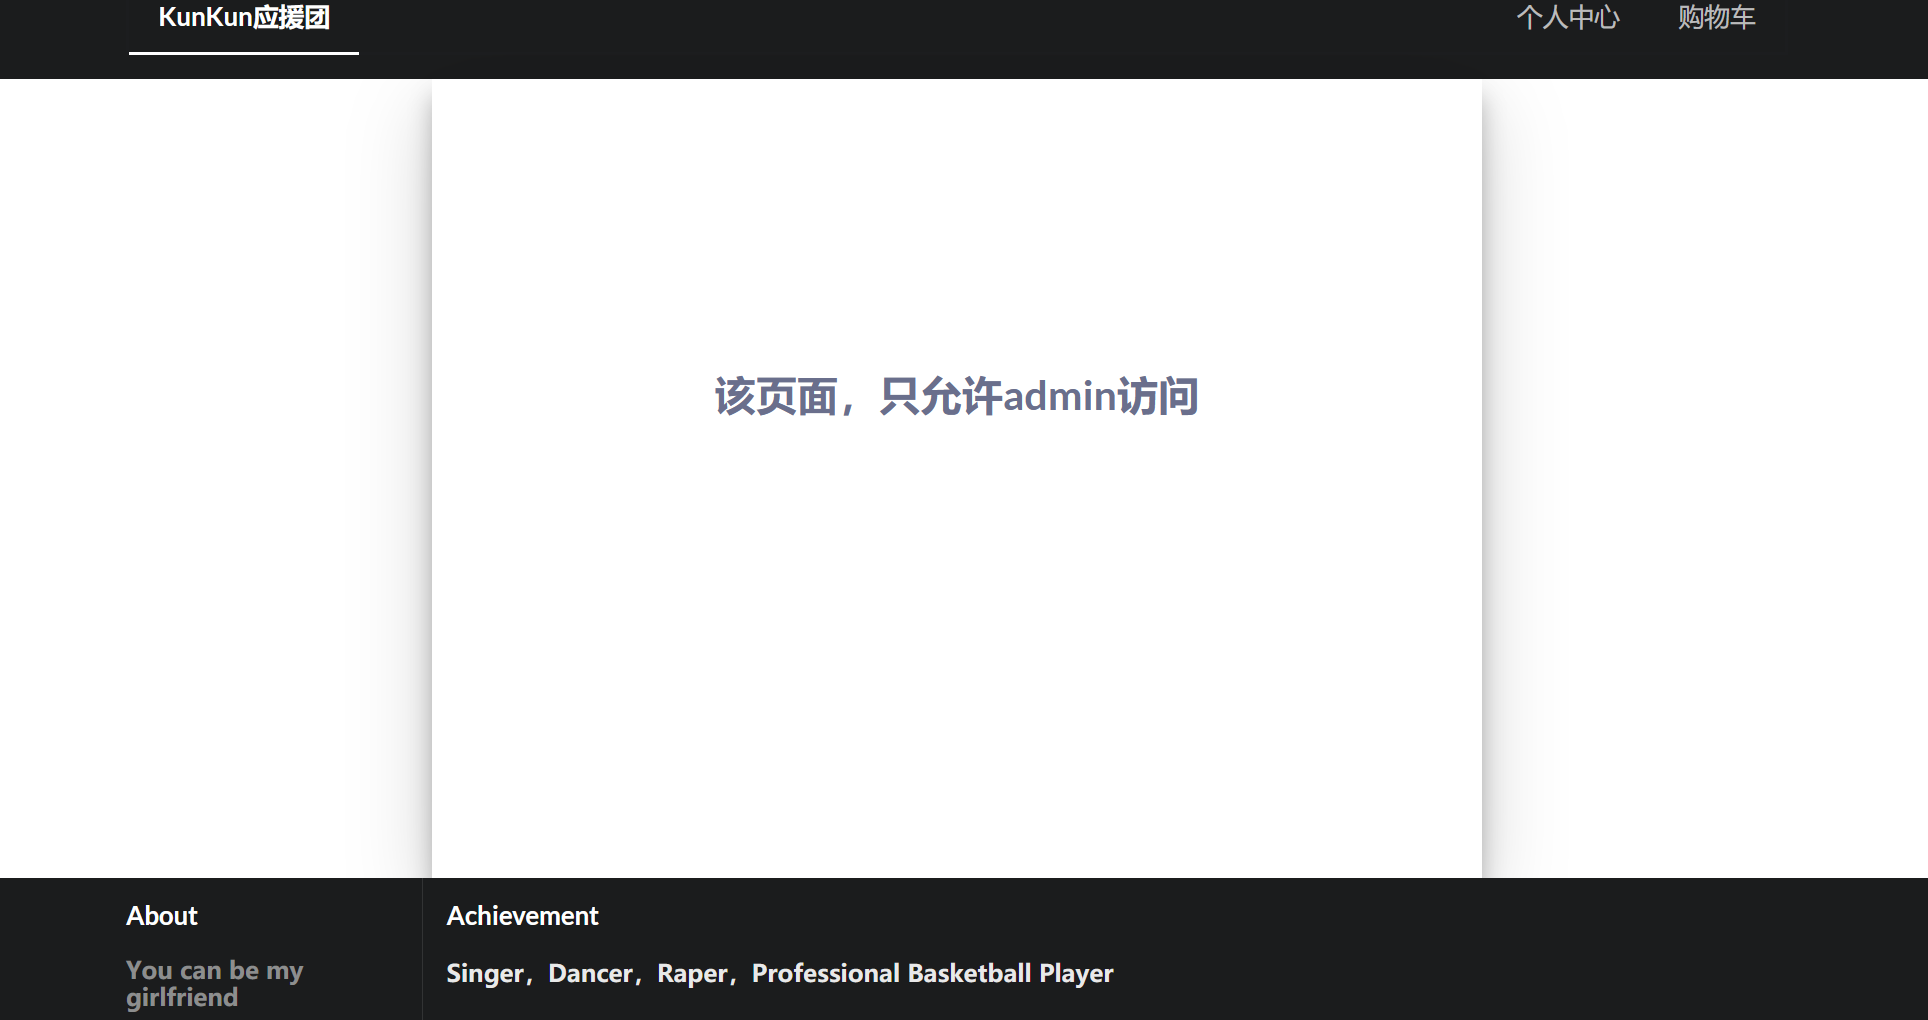 KunKun应援团
个人中心
购物车
该页面，只允许admin访问
About
You can be my
girlfriend
Achievement
Singer，Dancer，Raper，Professional Basketball Player